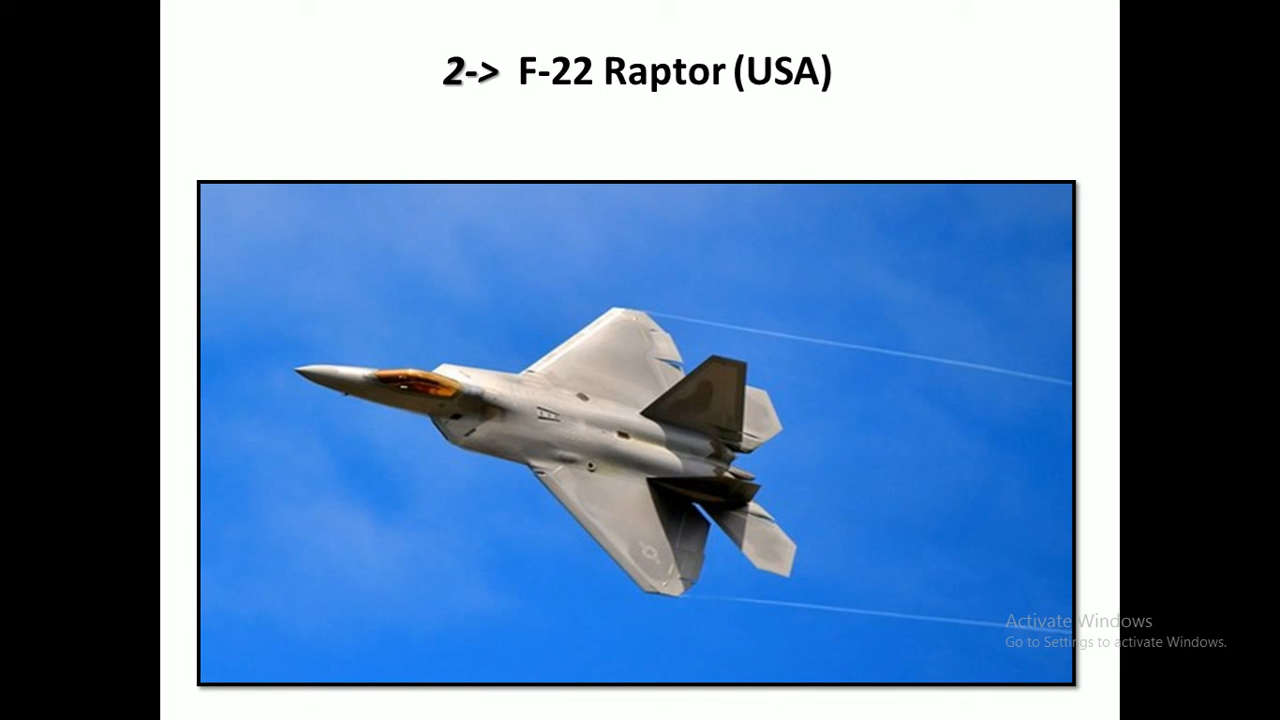 2-> F-22 Raptor (USA)
Activate Windows
Go to Settings to activate Windows.